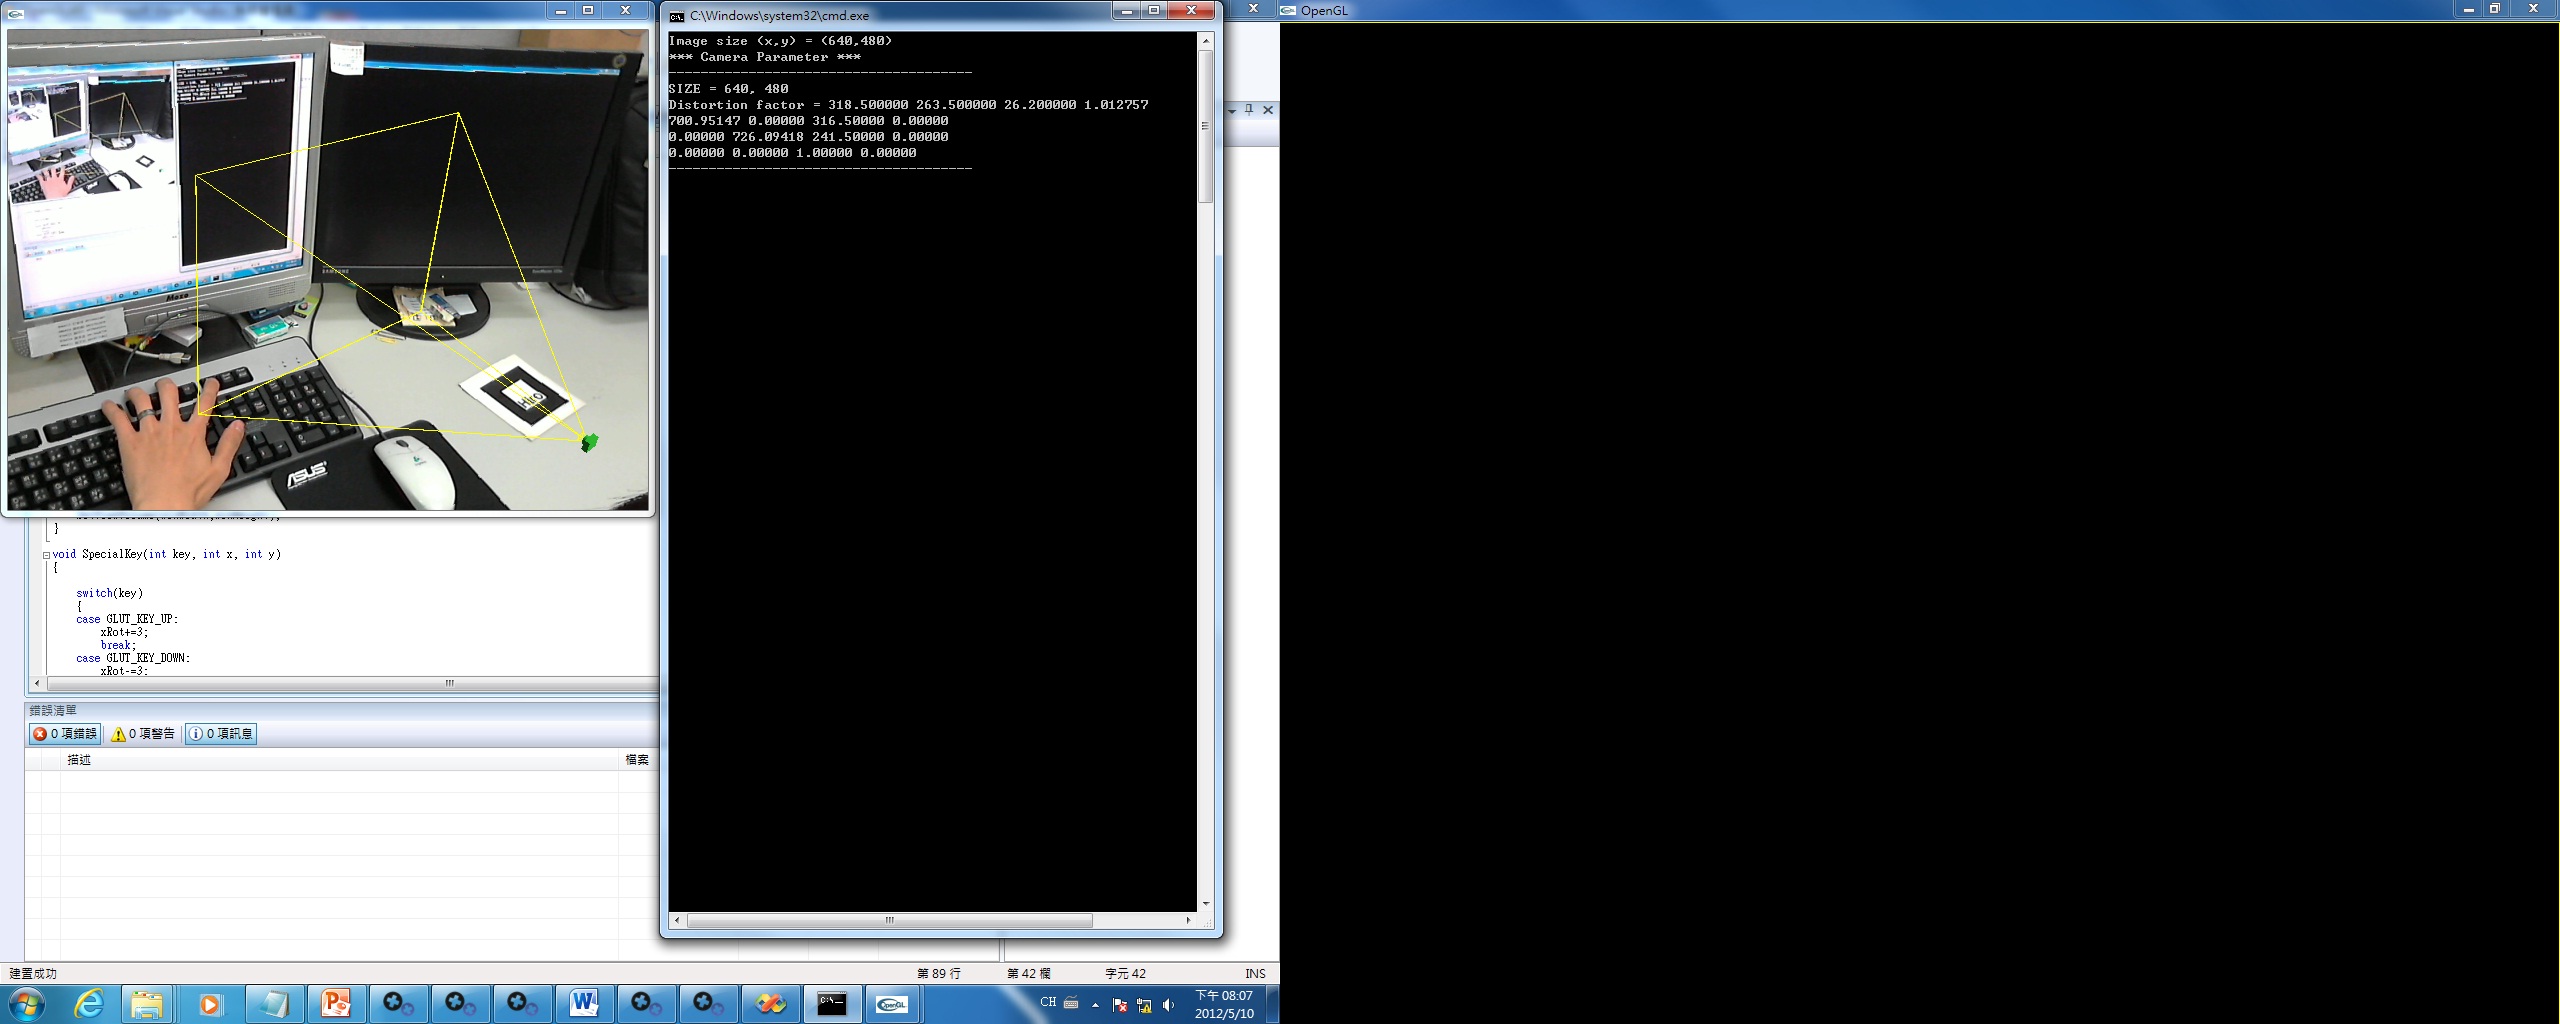 C:\Windows\system32\cmd.exe
OpenGL
Image size (x,y) = (640,480)
*** Camera Parameter ***
--------------------------------------
SIZE = 640, 480
Distortion factor = 318.500000 263.500000 26.200000 1.012757
700.95147 0.00000 316.50000 0.00000
0.00000 726.09418 241.50000 0.00000
0.00000 0.00000 1.00000 0.00000
--------------------------------------
SAMSUNG
Hiro
ASUS
}
void SpecialKey(int key, int x, int y)
{
switch(key)
{
case GLUT_KEY_UP:
xRot+=3;
break;
case GLUT_KEY_DOWN:
xRot-=3;
錯誤清單
0 項錯誤 0 項警告 0 項訊息
描述 檔案
建置成功 第 89 行 第 42 欄 字元 42 INS
C:\ OpenGL CH 下午 08:07
2012/5/10